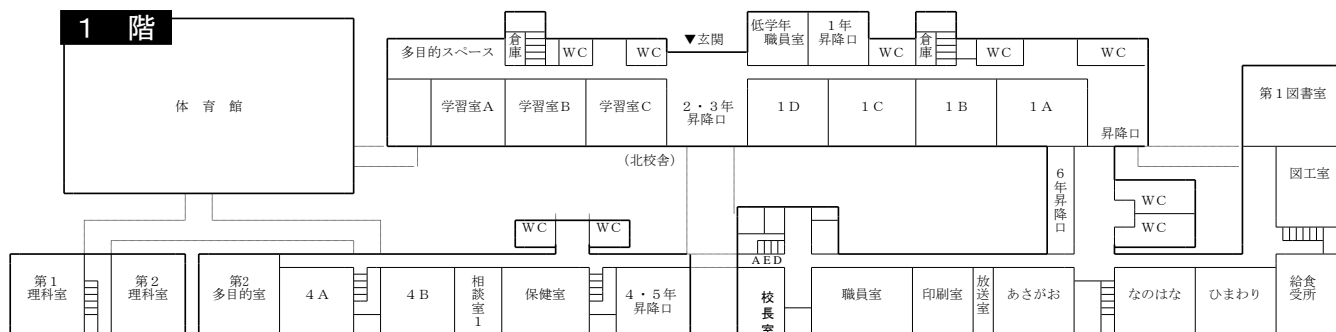 1 階
低学年
職員室
1年
昇降口
倉庫
倉庫
多目的スペース
WC
WC
▼玄関
WC
WC
WC
体 育 館
学習室A
学習室B
学習室C
2・3年
昇降口
1D
1C
1B
1A
第1図書室
昇降口
(北校舎)
6年昇降口
図工室
WC
WC
WC
WC
AED
第1
理科室
第2
理科室
第2
多目的室
4A
4B
相談室1
保健室
4・5年
昇降口
校長室
職員室
印刷室
放送室
あさがお
なのはな
ひまわり
給食
受所